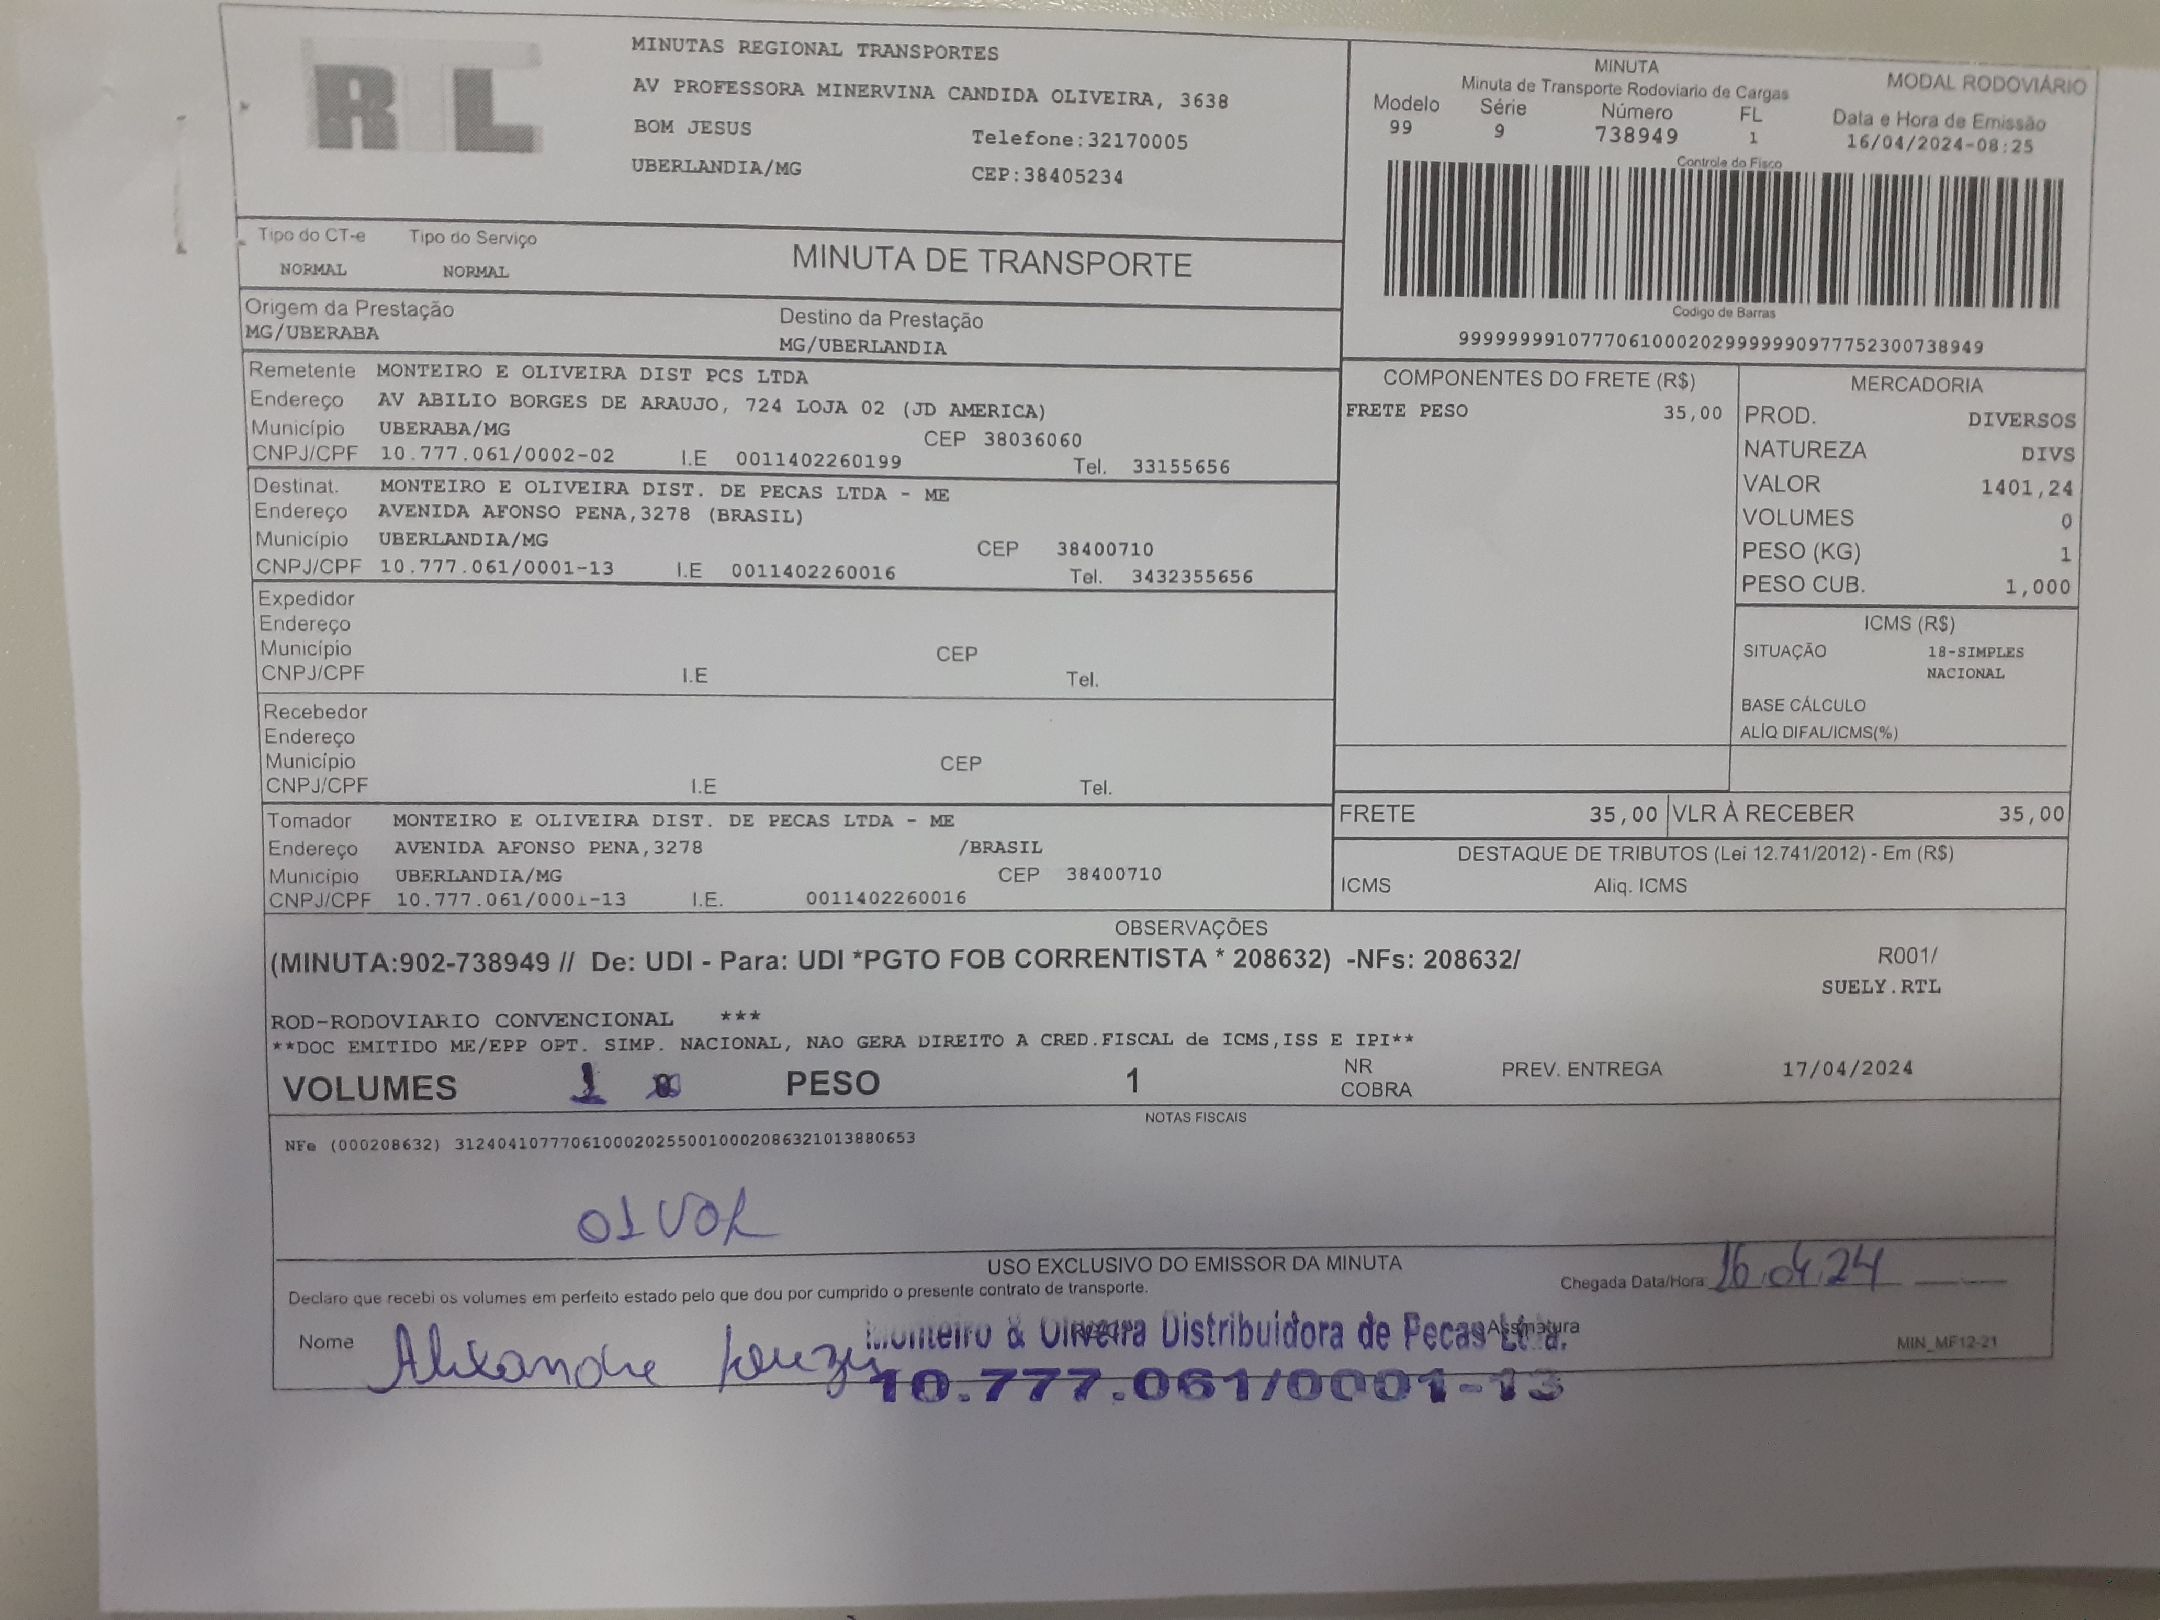 RTL
MINUTAS REGIONAL TRANSPORTES
AV PROFESSORA MINERVINA CANDIDA OLIVEIRA, 3638
BOM JESUS Telefone:32170005
UBERLANDIA/MG CEP:38405234
MINUTA MODAL RODOVIÁRIO
Minuta de Transporte Rodoviario de Cargas
Modelo Série Número FL Data e Hora de Emissão
99 9 738949 1 16/04/2024-08:25
Controle do Fisco
Codigo de Barras
Tipo do CT-e Tipo do Serviço
NORMAL NORMAL
MINUTA DE TRANSPORTE
Origem da Prestação Destino da Prestação
MG/UBERABA MG/UBERLANDIA
Remetente MONTEIRO E OLIVEIRA DIST PCS LTDA
Endereço AV ABILIO BORGES DE ARAUJO, 724 LOJA 02 (JD AMERICA)
Município UBERABA/MG CEP 38036060
CNPJ/CPF 10.777.061/0002-02 I.E 0011402260199 Tel. 33155656
Destinat. MONTEIRO E OLIVEIRA DIST. DE PECAS LTDA - ME
Endereço AVENIDA AFONSO PENA,3278 (BRASIL)
Município UBERLANDIA/MG CEP 38400710
CNPJ/CPF 10.777.061/0001-13 I.E 0011402260016 Tel. 3432355656
Expedidor
Endereço
Município CEP
CNPJ/CPF I.E Tel.
Recebedor
Endereço
Município CEP
CNPJ/CPF I.E Tel.
Tomador MONTEIRO E OLIVEIRA DIST. DE PECAS LTDA - ME
Endereço AVENIDA AFONSO PENA,3278 /BRASIL
Município UBERLANDIA/MG CEP 38400710
CNPJ/CPF 10.777.061/0001-13 I.E. 0011402260016
COMPONENTES DO FRETE (R$)
FRETE PESO 35,00
MERCADORIA
PROD. DIVERSOS
NATUREZA DIVS
VALOR 1401,24
VOLUMES 0
PESO (KG) 1
PESO CUB. 1,000
ICMS (R$)
SITUAÇÃO 18-SIMPLES
NACIONAL
BASE CÁLCULO
ALÍQ DIFAL/ICMS(%)
FRETE 35,00 VLR À RECEBER 35,00
DESTAQUE DE TRIBUTOS (Lei 12.741/2012) - Em (R$)
ICMS Aliq. ICMS
OBSERVAÇÕES
(MINUTA:902-738949 // De: UDI - Para: UDI *PGTO FOB CORRENTISTA * 208632) -NFs: 208632/ R001/
SUELY.RTL
ROD-RODOVIARIO CONVENCIONAL ***
**DOC EMITIDO ME/EPP OPT. SIMP. NACIONAL, NAO GERA DIREITO A CRED.FISCAL de ICMS,ISS E IPI**
VOLUMES 1 PESO 1 NR COBRA PREV. ENTREGA 17/04/2024
NOTAS FISCAIS
NFe (000208632) 31240410777061000202550010002086321013880653
01 VOL
USO EXCLUSIVO DO EMISSOR DA MINUTA
Declaro que recebi os volumes em perfeito estado pelo que dou por cumprido o presente contrato de transporte. Chegada Data/Hora 16.04.24
Nome Alexandre Assinatura MIN_MF12-21
Monteiro & Oliveira Distribuidora de Pecas Ltda.
10.777.061/0001-13